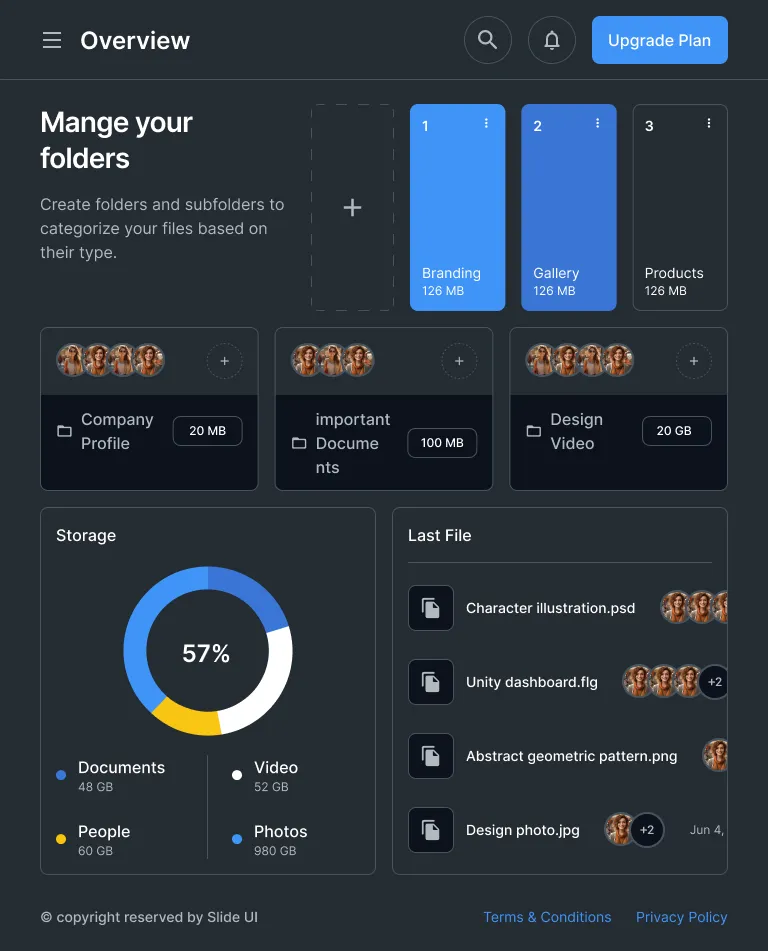 Overview
Upgrade Plan
Mange your
folders
Create folders and subfolders to
categorize your files based on
their type.
+
1
Branding
126 MB
2
Gallery
126 MB
3
Products
126 MB
+
Company
Profile
20 MB
+
important
Docume
nts
100 MB
+
Design
Video
20 GB
Storage
57%
Documents
48 GB
Video
52 GB
People
60 GB
Photos
980 GB
Last File
Character illustration.psd
Unity dashboard.flg
+2
Abstract geometric pattern.png
Design photo.jpg
+2
Jun 4,
© copyright reserved by Slide UI
Terms & Conditions
Privacy Policy